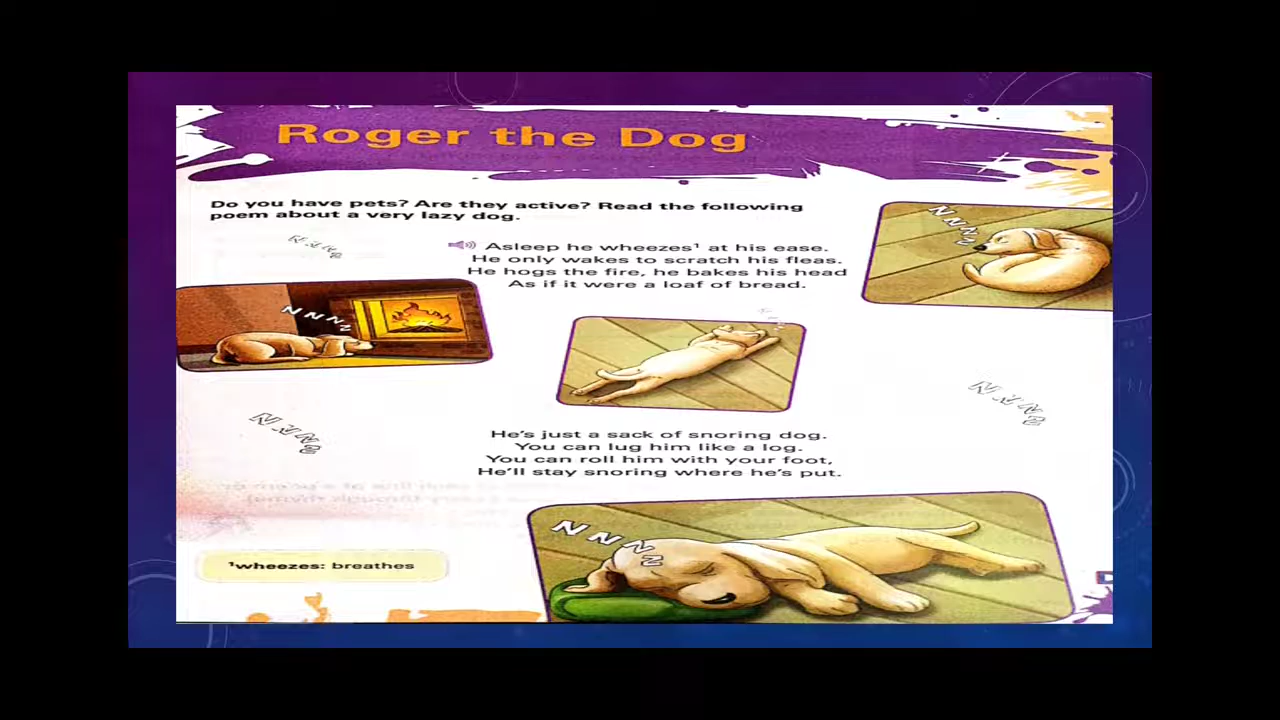 Roger the Dog
Do you have pets? Are they active? Read the following
poem about a very lazy dog.
Asleep he wheezes¹ at his ease.
He only wakes to scratch his fleas.
He hogs the fire, he bakes his head
As if it were a loaf of bread.
He's just a sack of snoring dog.
You can lug him like a log.
You can roll him with your foot,
He'll stay snoring where he's put.
¹wheezes: breathes